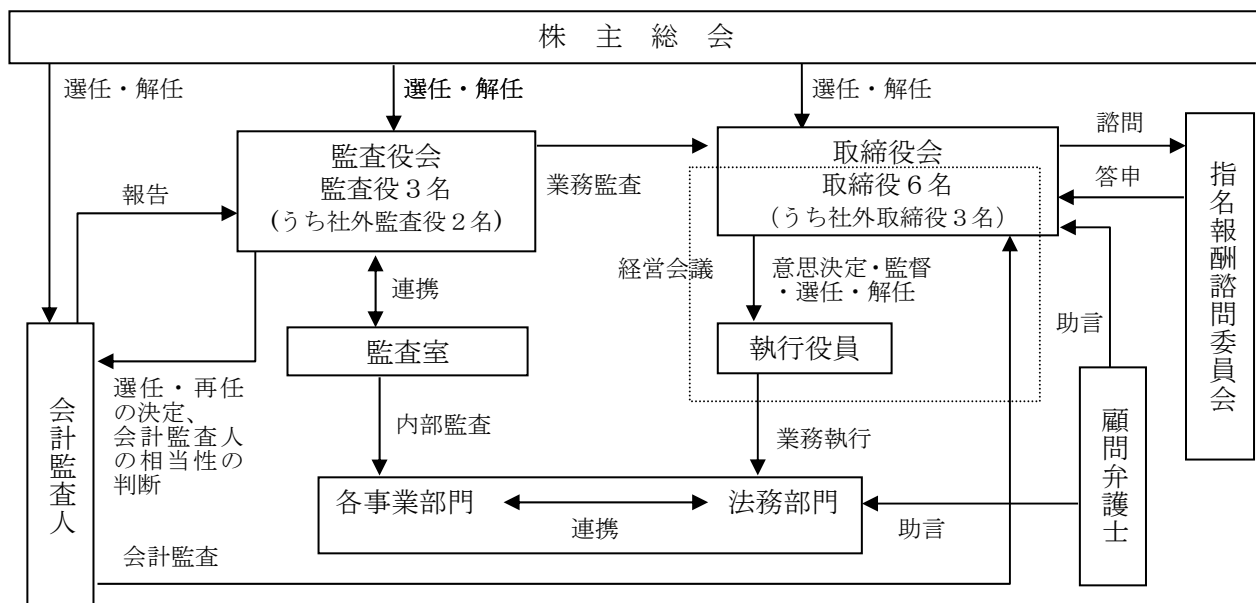 株 主 総 会
選任・解任
選任・解任
選任・解任
監査役会
監査役3名
(うち社外監査役2名)
業務監査
取締役会
取締役6名
(うち社外取締役3名)
諮問
答申
指名報酬諮問委員会
報告
連携
経営会議
意思決定・監督
・選任・解任
助言
監査室
執行役員
会計監査人
選任・再任
の決定、
会計監査人
の相当性の
判断
内部監査
業務執行
顧問弁護士
各事業部門
連携
法務部門
助言
会計監査